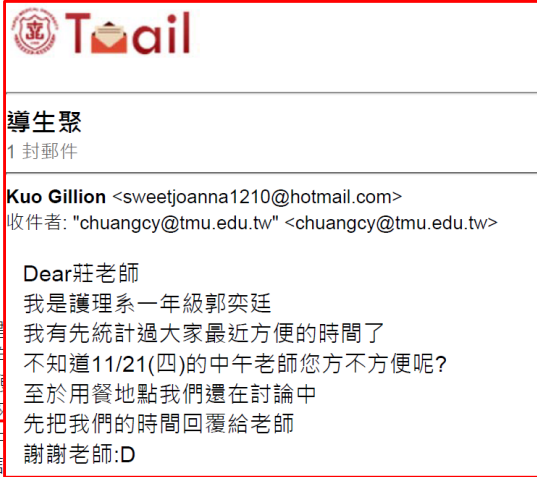 Tmail
導生聚
1 封郵件
Kuo Gillion <sweetjoanna1210@hotmail.com>
收件者: "chuangcy@tmu.edu.tw" <chuangcy@tmu.edu.tw>
Dear莊老師
我是護理系一年級郭奕廷
我有先統計過大家最近方便的時間了
不知道11/21(四)的中午老師您方不方便呢?
至於用餐地點我們還在討論中
先把我們的時間回覆給老師
謝謝老師:D